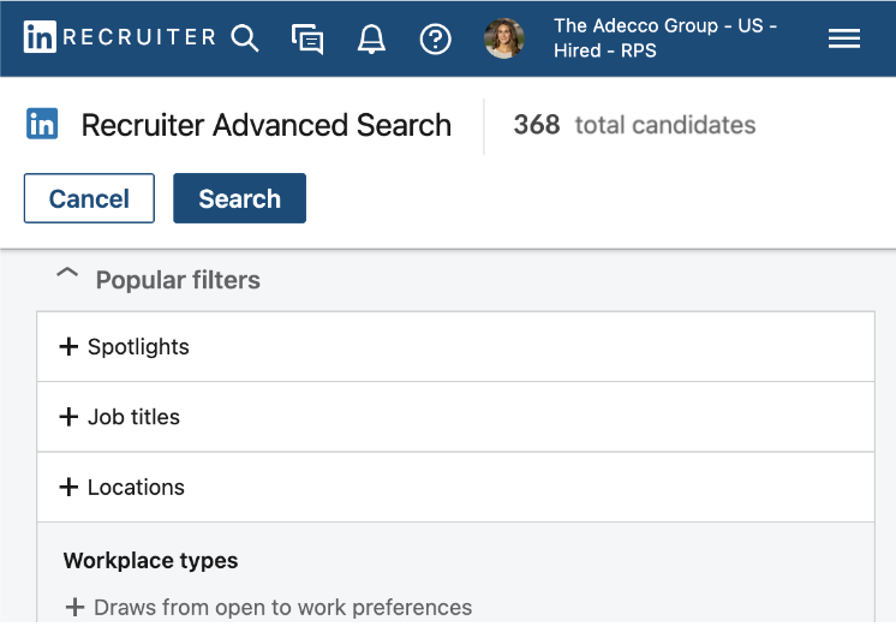 in RECRUITER
The Adecco Group - US -
Hired - RPS
in Recruiter Advanced Search 368 total candidates
Cancel Search
Popular filters
+ Spotlights
+ Job titles
+ Locations
Workplace types
+ Draws from open to work preferences